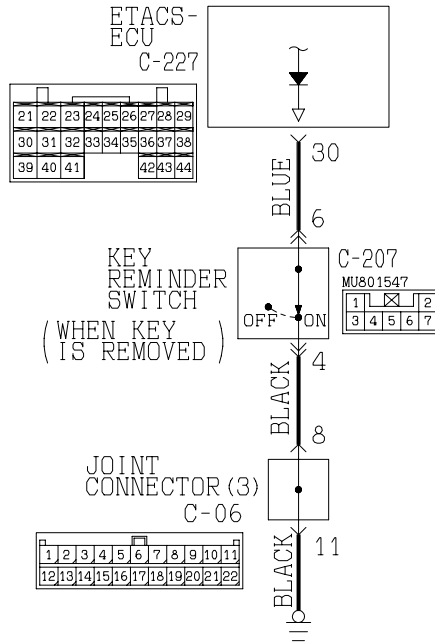 ETACS-
ECU
C-227
21 22 23 24 25 26 27 28 29
30 31 32 33 34 35 36 37 38
39 40 41 42 43 44
30
BLUE
6
KEY
REMINDER
SWITCH
(WHEN KEY
IS REMOVED)
OFF ON
C-207
MU801547
1 2
3 4 5 6 7
4
BLACK
8
JOINT
CONNECTOR(3)
C-06
1 2 3 4 5 6 7 8 9 10 11
12 13 14 15 16 17 18 19 20 21 22
11
BLACK